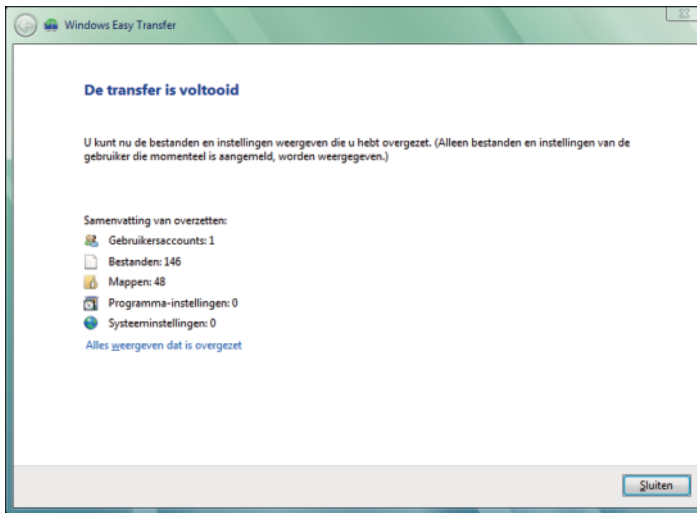 Windows Easy Transfer
De transfer is voltooid
U kunt nu de bestanden en instellingen weergeven die u hebt overgezet. (Alleen bestanden en instellingen van de
gebruiker die momenteel is aangemeld, worden weergegeven.)
Samenvatting van overzetten:
Gebruikersaccounts: 1
Bestanden: 146
Mappen: 48
Programma-instellingen: 0
Systeeminstellingen: 0
Alles weergeven dat is overgezet
Sluiten